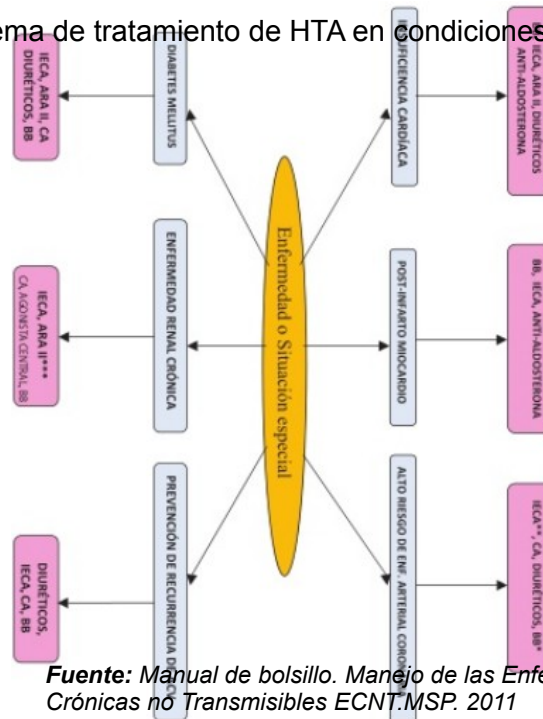 ema de tratamiento de HTA en condiciones
IECA, ARA II, CA
DIURÉTICOS, BB
DIABETES MELLITUS
INSUFICIENCIA CARDÍACA
IECA, ARA II, DIURÉTICOS
ANTI-ALDOSTERONA
Enfermedad o Situación especial
IECA, ARA II***
CA, AGONISTA CENTRAL, BB
ENFERMEDAD RENAL CRÓNICA
POST-INFARTO MIOCARDIO
BB, IECA, ANTI-ALDOSTERONA
DIURÉTICOS,
IECA, CA, BB
PREVENCIÓN DE RECURRENCIA DE
ALTO RIESGO DE ENF. ARTERIAL
IECA**, CA, DIURÉTICOS, BB*
Fuente: Manual de bolsillo. Manejo de las Enfe
Crónicas no Transmisibles ECNT.MSP. 2011